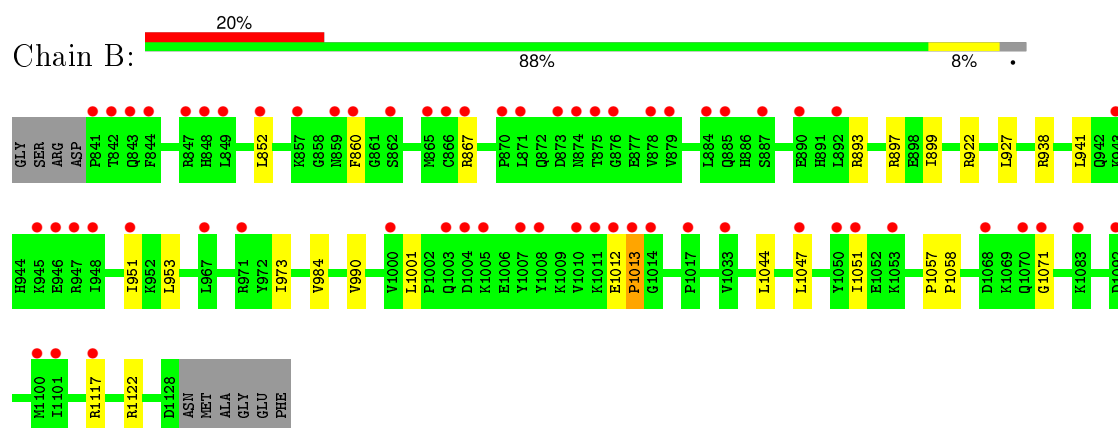 20%
Chain B:
88% 8% •
GLY SER ARG ASP P841 T842 Q843 F844 R847 H848 L849 L852 K857 G858 N859 F860 G861 S862 M865 C866 R867 P870 L871 Q872 D873 N874 T875 G876 E877 V878 V879 L884 Q885 H886 S887 E890 H891 L892 R893 R897 E898 I899 R922 L927 R938 L941 Q942
H944 K945 E946 R947 I948 I951 K952 L953 L967 R971 Y972 I973 V984 V990 V1000 L1001 P1002 Q1003 D1004 K1005 E1006 Y1007 Y1008 K1009 V1010 K1011 E1012 P1013 G1014 P1017 V1033 L1044 L1047 Y1050 I1051 E1052 K1053 P1057 P1058 D1068 K1069 Q1070 G1071 K1083
M1100 I1101 R1117 R1122 D1128 ASN MET ALA GLY GLU PHE